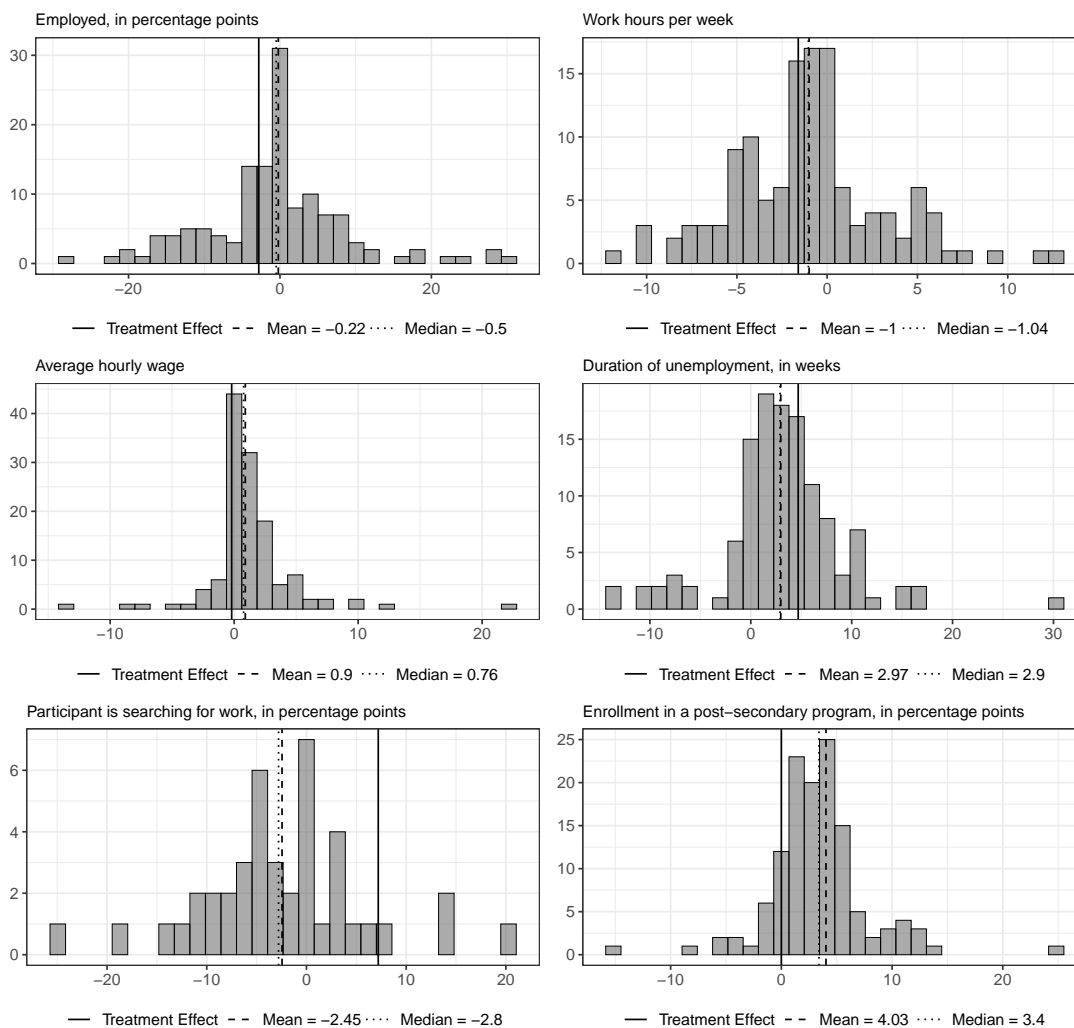 Employed, in percentage points
30
20
10
0
−20 0 20
Treatment Effect Mean = −0.22 Median = −0.5
Work hours per week
15
10
5
0
−10 −5 0 5 10
Treatment Effect Mean = −1 Median = −1.04
Average hourly wage
40
30
20
10
0
−10 0 10 20
Treatment Effect Mean = 0.9 Median = 0.76
Duration of unemployment, in weeks
15
10
5
0
−10 0 10 20 30
Treatment Effect Mean = 2.97 Median = 2.9
Participant is searching for work, in percentage points
6
4
2
0
−20 −10 0 10 20
Treatment Effect Mean = −2.45 Median = −2.8
Enrollment in a post−secondary program, in percentage points
25
20
15
10
5
0
−10 0 10 20
Treatment Effect Mean = 4.03 Median = 3.4